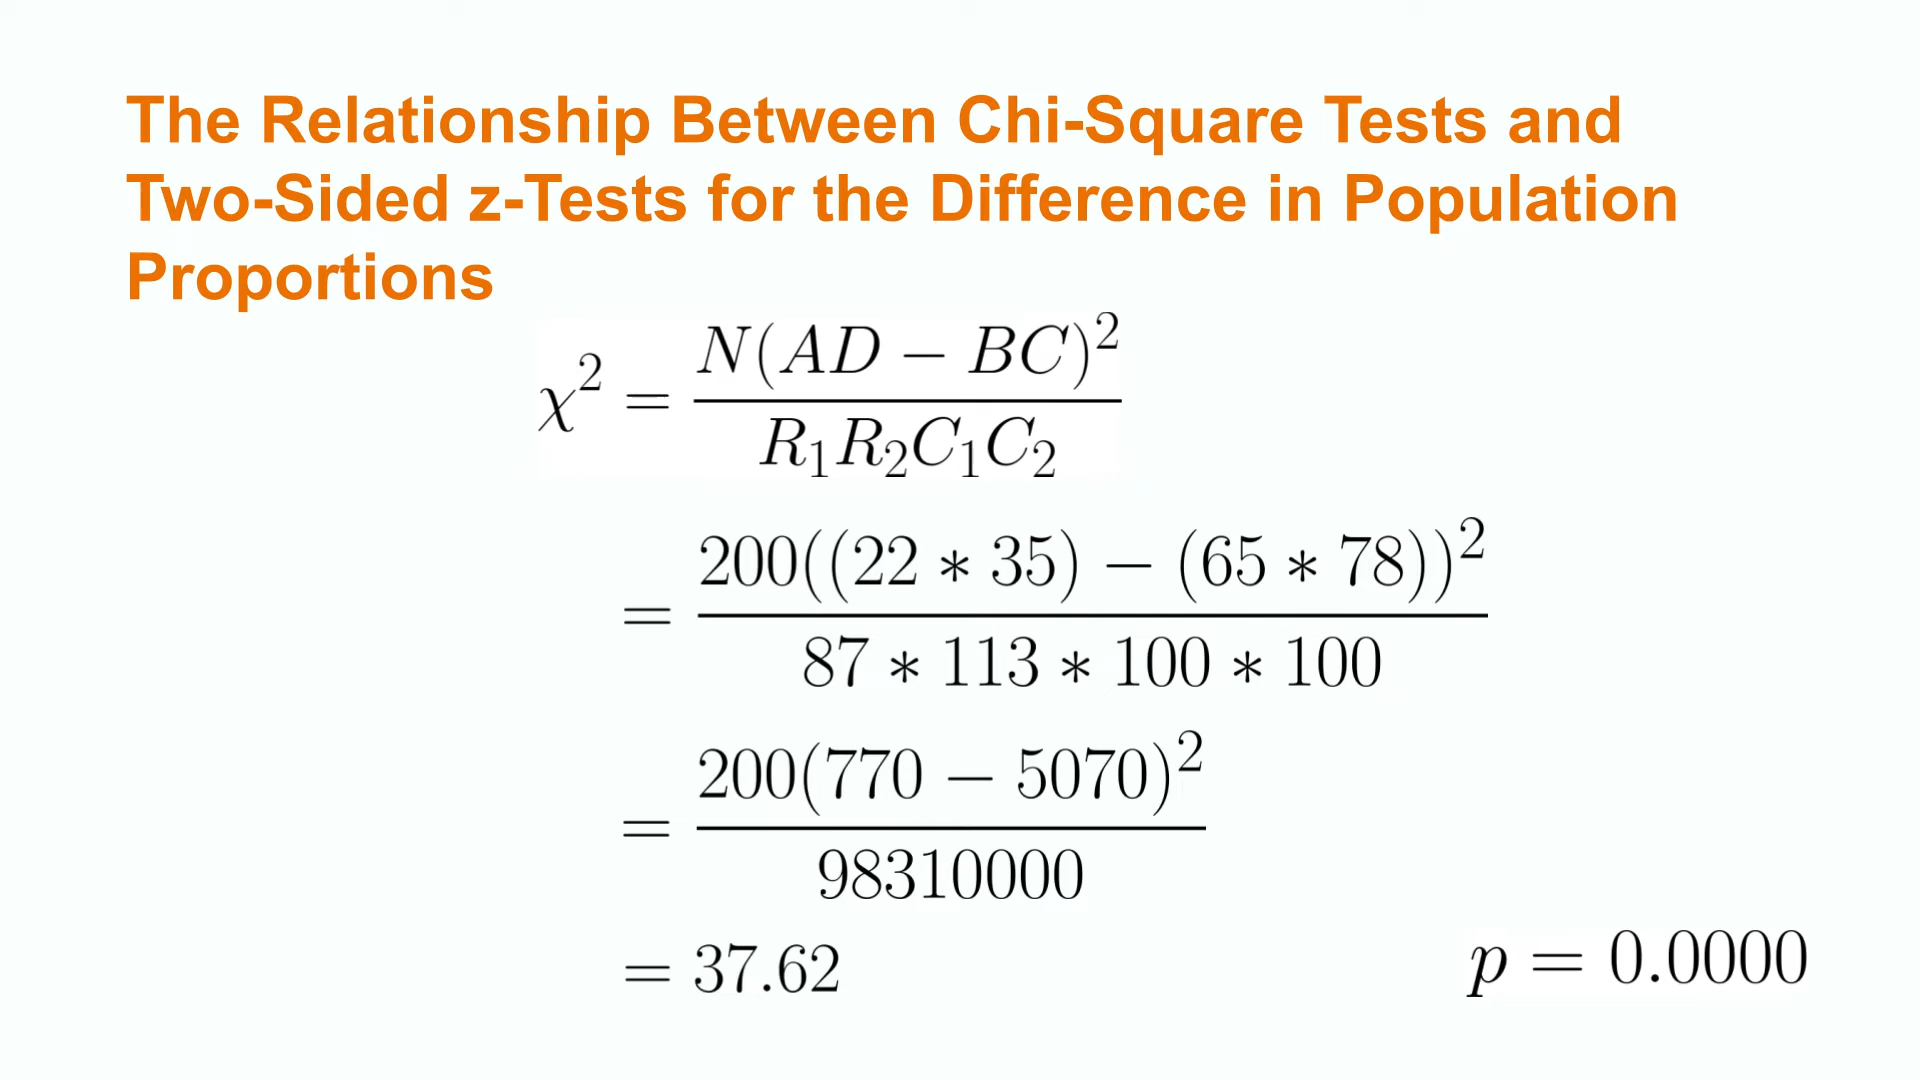 The Relationship Between Chi-Square Tests and
Two-Sided z-Tests for the Difference in Population
Proportions
χ² = N(AD − BC)² / R₁R₂C₁C₂
= 200((22 * 35) − (65 * 78))² / 87 * 113 * 100 * 100
= 200(770 − 5070)² / 98310000
= 37.62
p = 0.0000